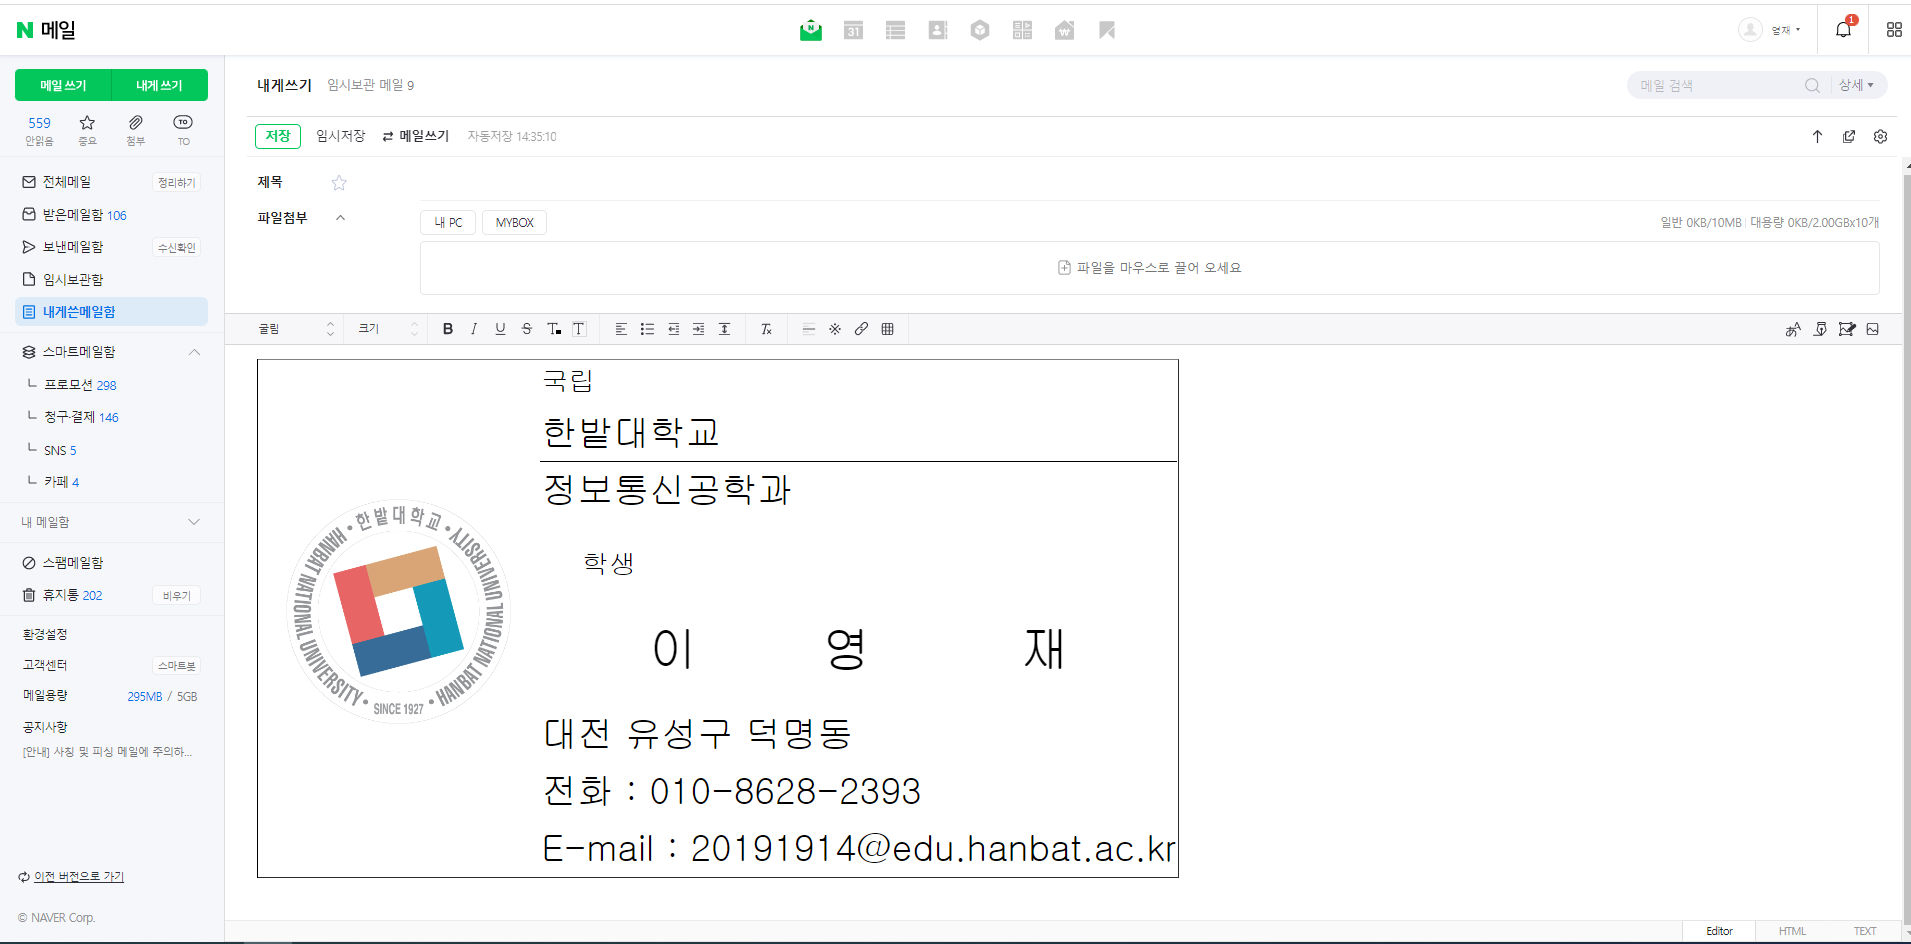 N 메일
31
영재
1
메일 쓰기 내게 쓰기
559
안읽음 중요 첨부 TO
전체메일 정리하기
받은메일함 106
보낸메일함 수신확인
임시보관함
내게쓴메일함
스마트메일함
프로모션 298
청구·결제 146
SNS 5
카페 4
내 메일함
스팸메일함
휴지통 202 비우기
환경설정
고객센터 스마트봇
메일용량 295MB / 5GB
공지사항
[안내] 사칭 및 피싱 메일에 주의하...
이전 버전으로 가기
© NAVER Corp.
내게쓰기 임시보관 메일 9
메일 검색 상세
저장 임시저장 메일쓰기 자동저장 14:35:10
제목
파일첨부
내 PC MYBOX
일반 0KB/10MB 대용량 0KB/2.00GBx10개
파일을 마우스로 끌어 오세요
굴림 크기
국립
한밭대학교
정보통신공학과
학생
이 영 재
대전 유성구 덕명동
전화 : 010-8628-2393
E-mail : 20191914@edu.hanbat.ac.kr
한밭대학교
HANBAT NATIONAL UNIVERSITY
HANBAT NATIONAL UNIVERSITY
SINCE 1927
Editor HTML TEXT